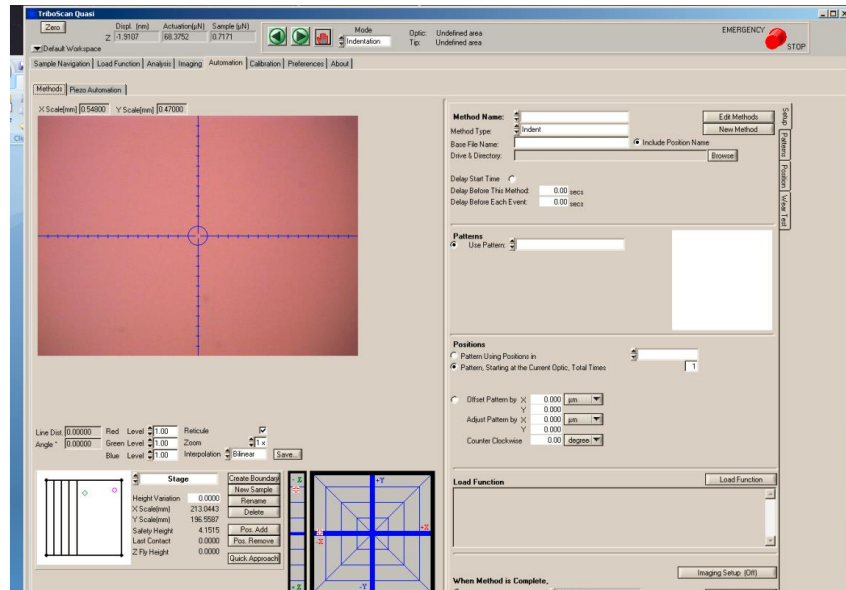 TriboScan Quasi
Zero
Displ. (nm) Actuation(µN) Sample (µN)
Z -1.9107 68.3752 0.7171
Mode
Indentation
Optic: Undefined area
Tip: Undefined area
EMERGENCY
STOP
Default Workspace
Sample Navigation Load Function Analysis Imaging Automation Calibration Preferences About
Methods Piezo Automation
X Scale(mm) 0.54800 Y Scale(mm) 0.47000
Line Dist. 0.00000
Angle ° 0.00000
Red Level 1.00
Green Level 1.00
Blue Level 1.00
Reticule
Zoom 1 x
Interpolation Bilinear Save...
Stage
Height Variation 0.0000
X Scale(mm) 213.0443
Y Scale(mm) 196.5587
Safety Height 4.1515
Last Contact 0.0000
Z Fly Height 0.0000
Create Boundary
New Sample
Rename
Delete
Pos. Add
Pos. Remove
Quick Approach
- Z
+ Z
+Y
-X
+X
-Y
Method Name:
Edit Methods
Method Type: Indent
New Method
Base File Name:
Include Position Name
Drive & Directory:
Browse
Delay Start Time
Delay Before This Method: 0.00 secs
Delay Before Each Event: 0.00 secs
Patterns
Use Pattern:
Positions
Pattern Using Positions in
Pattern, Starting at the Current Optic, Total Times 1
Offset Pattern by X 0.000 µm
Y 0.000
Adjust Pattern by X 0.000 µm
Y 0.000
Counter Clockwise 0.00 degree
Load Function
Load Function
Imaging Setup (Off)
When Method is Complete,
Setup
Patterns
Position
Wear Test